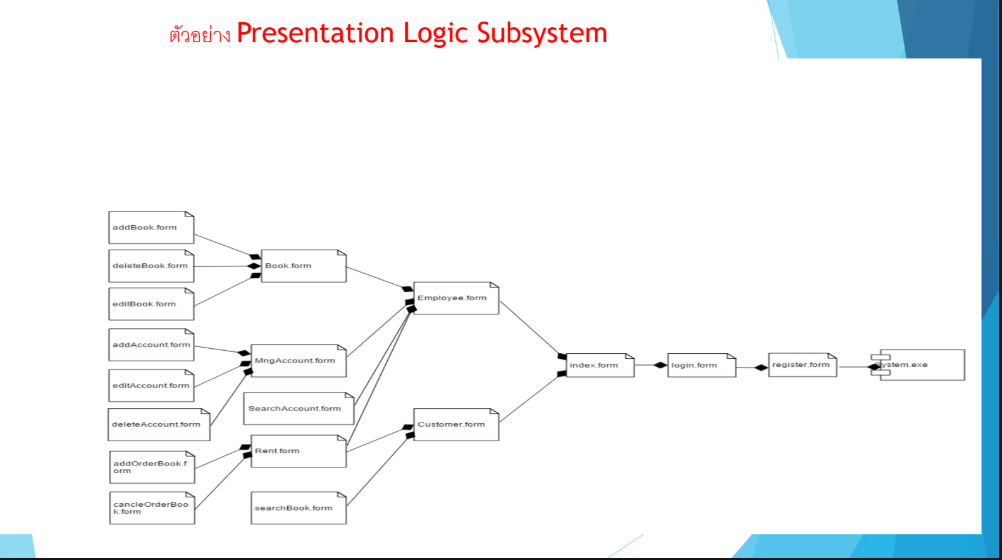 ตัวอย่าง Presentation Logic Subsystem
addBook.form
deleteBook.form
Book.form
editBook.form
Employee.form
addAccount.form
MngAccount.form
editAccount.form
index.form
login.form
register.form
System.exe
SearchAccount.form
deleteAccount.form
Customer.form
Rent.form
addOrderBook.f
orm
cancleOrderBoo
k.form
searchBook.form